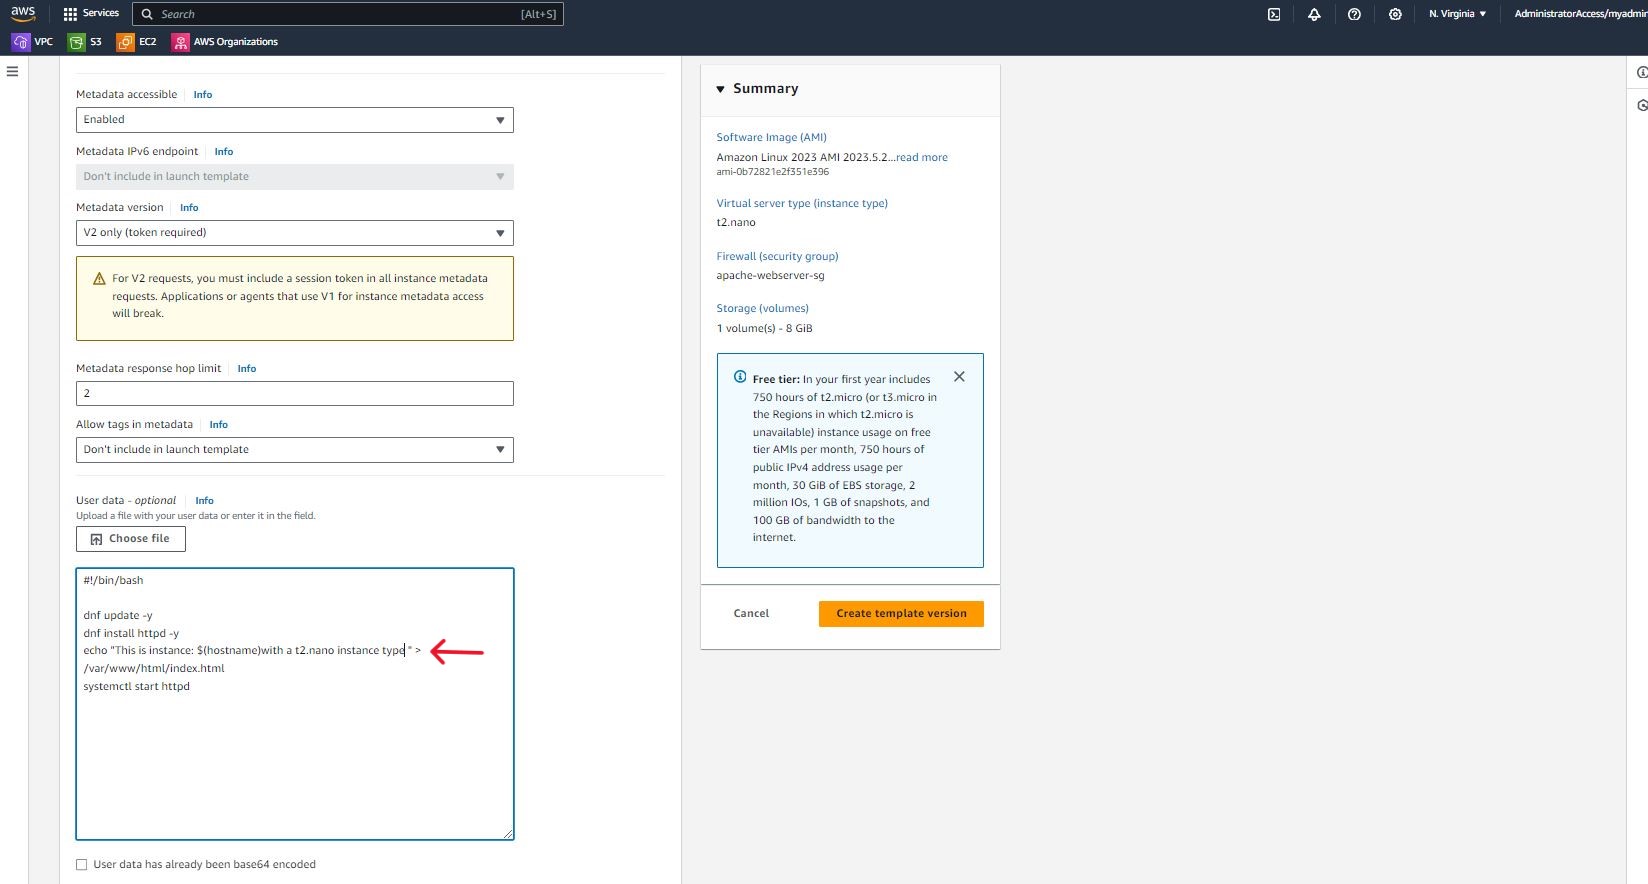 aws
Services
Search
[Alt+S]
N. Virginia
AdministratorAccess/myadmin
VPC
S3
EC2
AWS Organizations
Metadata accessible Info
Enabled
Metadata IPv6 endpoint Info
Don't include in launch template
Metadata version Info
V2 only (token required)
For V2 requests, you must include a session token in all instance metadata
requests. Applications or agents that use V1 for instance metadata access
will break.
Metadata response hop limit Info
2
Allow tags in metadata Info
Don't include in launch template
User data - optional Info
Upload a file with your user data or enter it in the field.
Choose file
#!/bin/bash
dnf update -y
dnf install httpd -y
echo "This is instance: $(hostname)with a t2.nano instance type " >
/var/www/html/index.html
systemctl start httpd
User data has already been base64 encoded
Summary
Software Image (AMI)
Amazon Linux 2023 AMI 2023.5.2...read more
ami-0b72821e2f351e396
Virtual server type (instance type)
t2.nano
Firewall (security group)
apache-webserver-sg
Storage (volumes)
1 volume(s) - 8 GiB
Free tier: In your first year includes
750 hours of t2.micro (or t3.micro in
the Regions in which t2.micro is
unavailable) instance usage on free
tier AMIs per month, 750 hours of
public IPv4 address usage per
month, 30 GiB of EBS storage, 2
million IOs, 1 GB of snapshots, and
100 GB of bandwidth to the
internet.
Cancel
Create template version